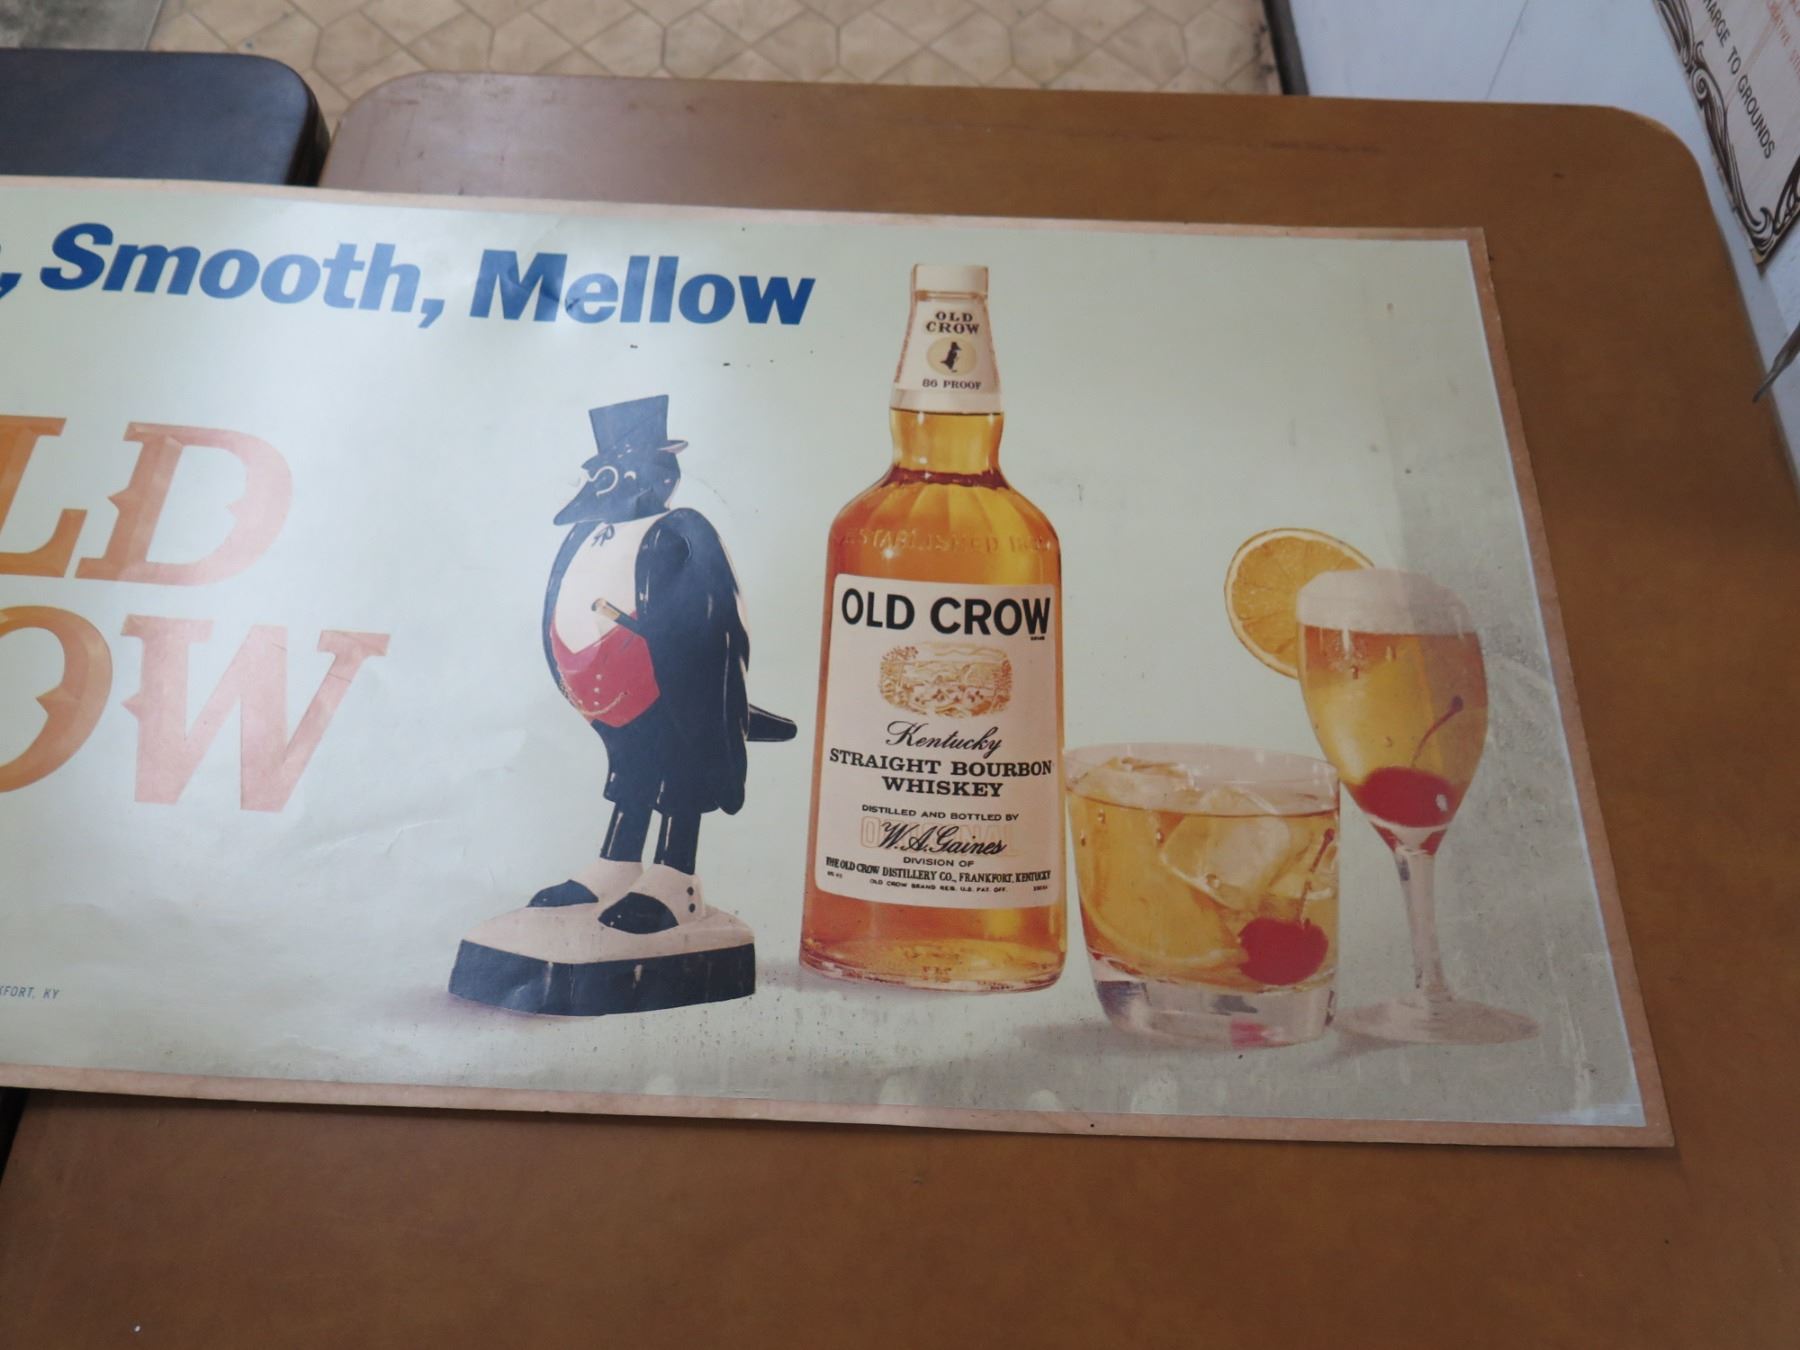 , Smooth, Mellow
LD
OW
KFORT, KY
OLD
CROW
86 PROOF
ESTABLISHED
OLD CROW
Kentucky
STRAIGHT BOURBON
WHISKEY
DISTILLED AND BOTTLED BY
ORIGINAL
W.A. Gaines
DIVISION OF
THE OLD CROW DISTILLERY CO., FRANKFORT, KENTUCKY
OLD CROW BRAND REG. U.S. PAT. OFF.
HARGE TO GROUNDS